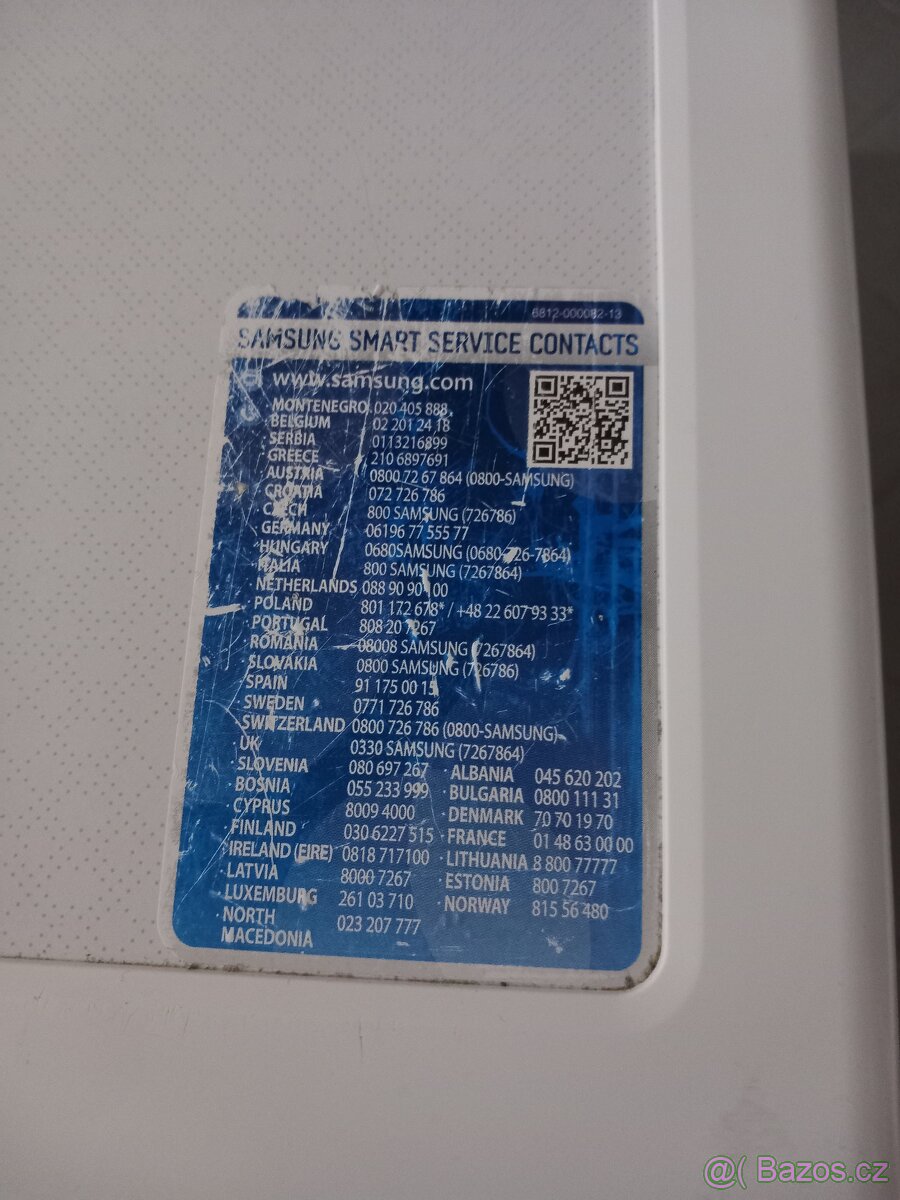 6812-000082-13
SAMSUNG SMART SERVICE CONTACTS
www.samsung.com
· MONTENEGRO 020 405 888
· BELGIUM 02 201 24 18
· SERBIA 0113216899
· GREECE 210 6897691
· AUSTRIA 0800 72 67 864 (0800-SAMSUNG)
· CROATIA 072 726 786
· CZECH 800 SAMSUNG (726786)
· GERMANY 06196 77 555 77
· HUNGARY 0680SAMSUNG (0680-726-7864)
· ITALIA 800 SAMSUNG (7267864)
· NETHERLANDS 088 90 90 100
· POLAND 801 172 678* / +48 22 607 93 33*
· PORTUGAL 808 20 7267
· ROMANIA 08008 SAMSUNG (7267864)
· SLOVAKIA 0800 SAMSUNG (726786)
· SPAIN 91 175 00 15
· SWEDEN 0771 726 786
· SWITZERLAND 0800 726 786 (0800-SAMSUNG)
· UK 0330 SAMSUNG (7267864)
· SLOVENIA 080 697 267 · ALBANIA 045 620 202
· BOSNIA 055 233 999 · BULGARIA 0800 111 31
· CYPRUS 8009 4000 · DENMARK 70 70 19 70
· FINLAND 030 6227 515 · FRANCE 01 48 63 00 00
· IRELAND (EIRE) 0818 717100 · LITHUANIA 8 800 77777
· LATVIA 8000 7267 · ESTONIA 800 7267
· LUXEMBURG 261 03 710 · NORWAY 815 56 480
· NORTH 023 207 777
MACEDONIA
@( Bazos.cz